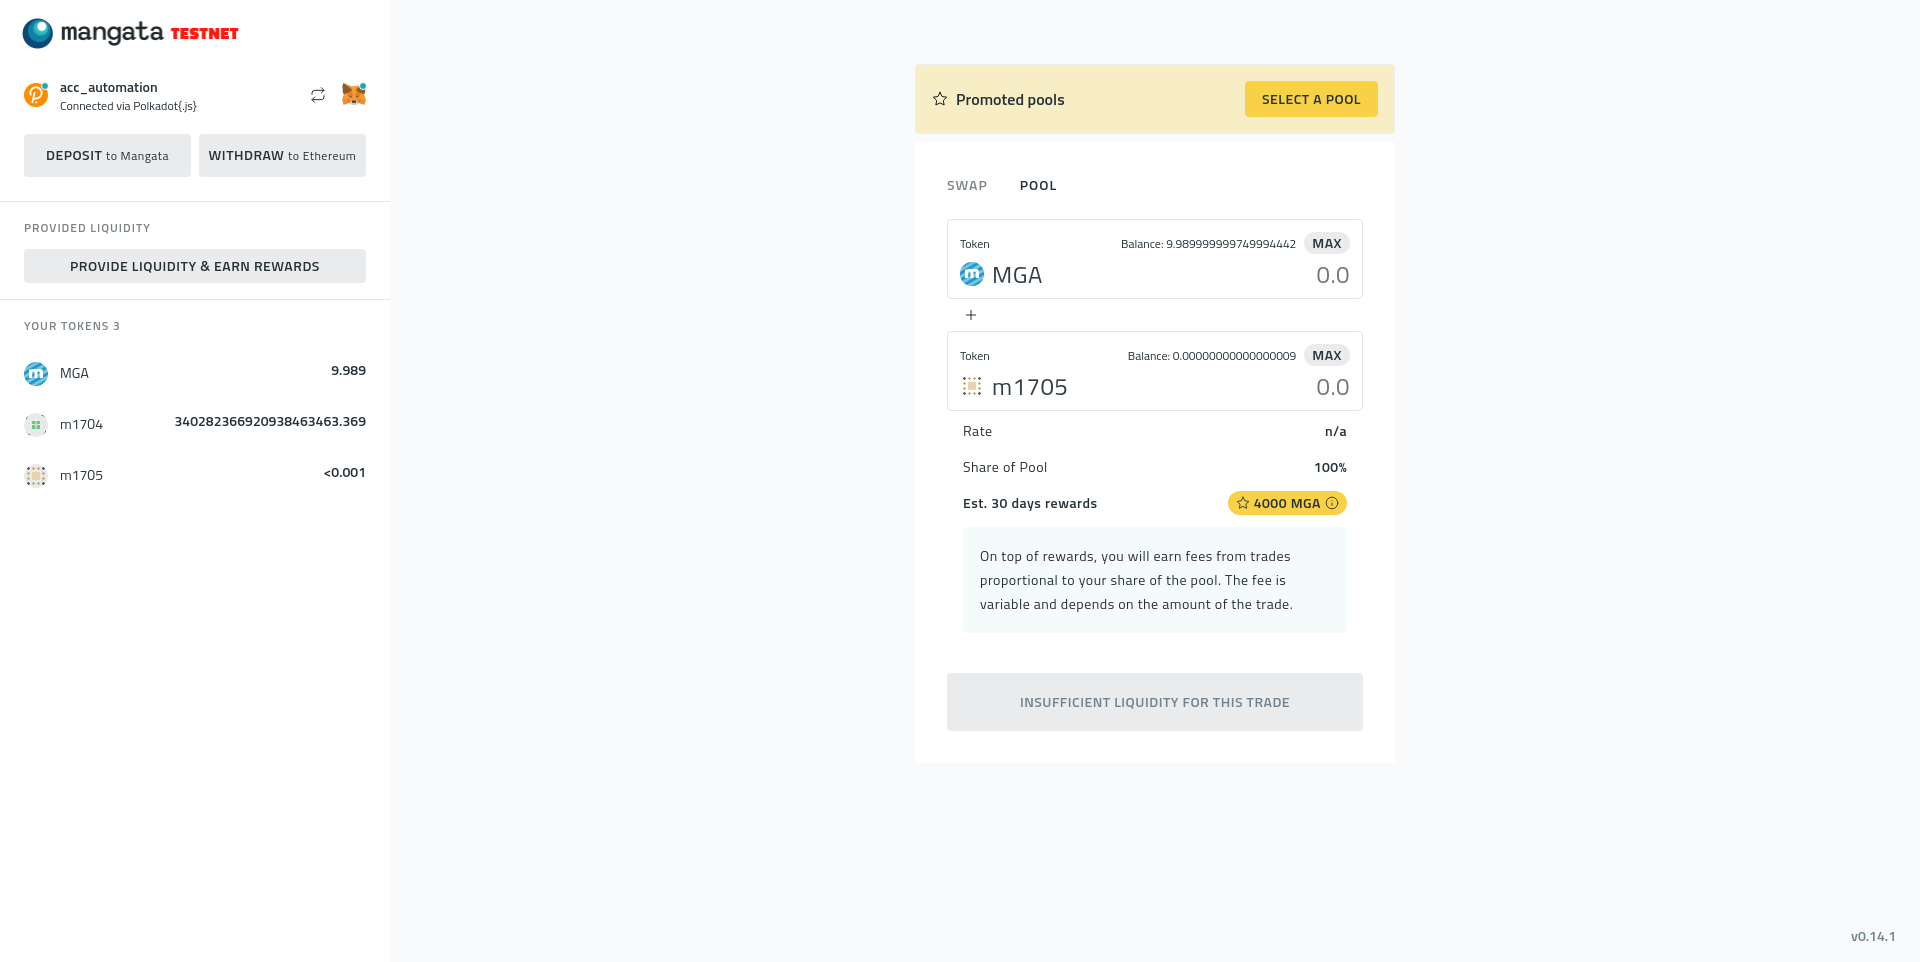 mangata TESTNET
acc_automation
Connected via Polkadot{.js}
DEPOSIT to Mangata
WITHDRAW to Ethereum
PROVIDED LIQUIDITY
PROVIDE LIQUIDITY & EARN REWARDS
YOUR TOKENS 3
MGA 9.989
m1704 340282366920938463463.369
m1705 <0.001
Promoted pools
SELECT A POOL
SWAP POOL
Token Balance: 9.989999999749994442 MAX
MGA 0.0
+
Token Balance: 0.00000000000000009 MAX
m1705 0.0
Rate n/a
Share of Pool 100%
Est. 30 days rewards 4000 MGA
On top of rewards, you will earn fees from trades
proportional to your share of the pool. The fee is
variable and depends on the amount of the trade.
INSUFFICIENT LIQUIDITY FOR THIS TRADE
v0.14.1